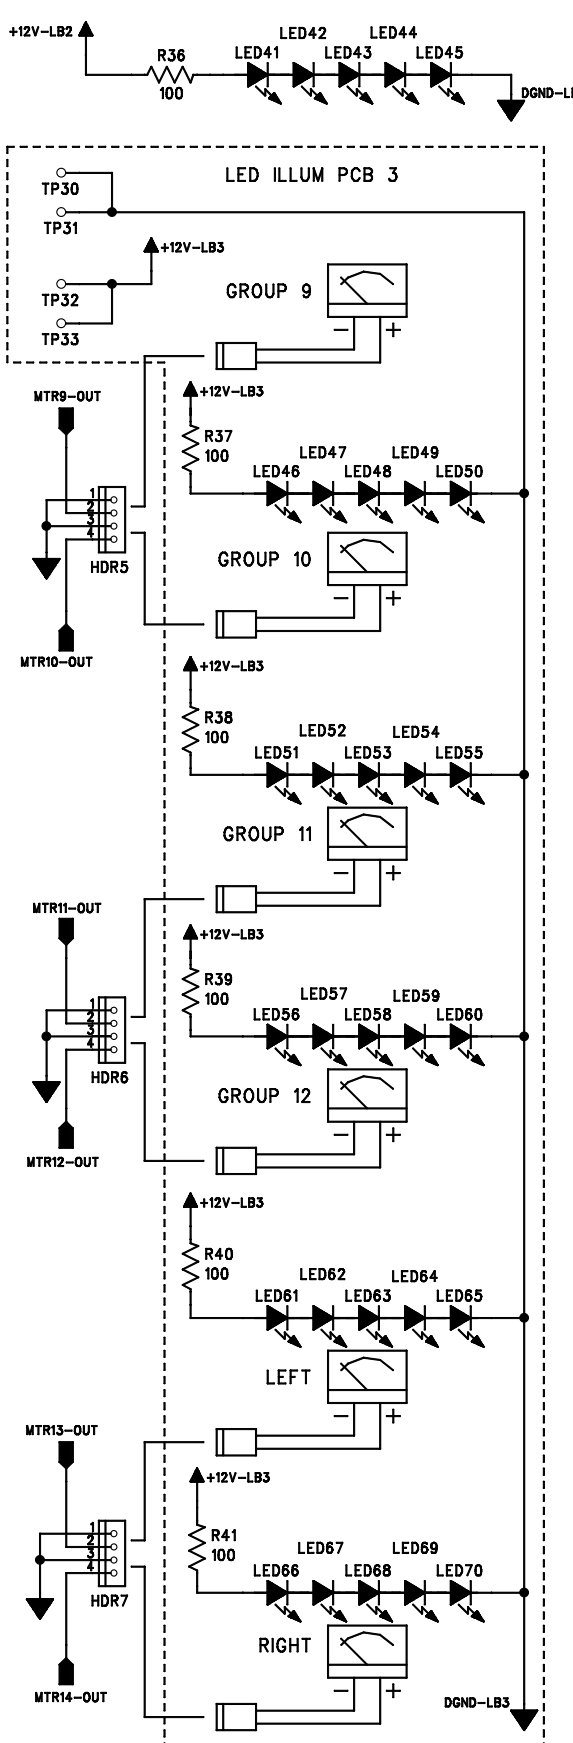 +12V-LB2
R36
100
LED41
LED42
LED43
LED44
LED45
LED ILLUM PCB 3
TP30
TP31
+12V-LB3
TP32
TP33
GROUP 9
- +
MTR9-OUT
+12V-LB3
R37
100
LED46
LED47
LED48
LED49
LED50
1
2
3
4
HDR5
GROUP 10
- +
MTR10-OUT
+12V-LB3
R38
100
LED51
LED52
LED53
LED54
LED55
GROUP 11
- +
MTR11-OUT
+12V-LB3
R39
100
LED56
LED57
LED58
LED59
LED60
1
2
3
4
HDR6
GROUP 12
- +
MTR12-OUT
+12V-LB3
R40
100
LED61
LED62
LED63
LED64
LED65
LEFT
- +
MTR13-OUT
+12V-LB3
R41
100
LED66
LED67
LED68
LED69
LED70
1
2
3
4
HDR7
RIGHT
- +
MTR14-OUT
DGND-LB3